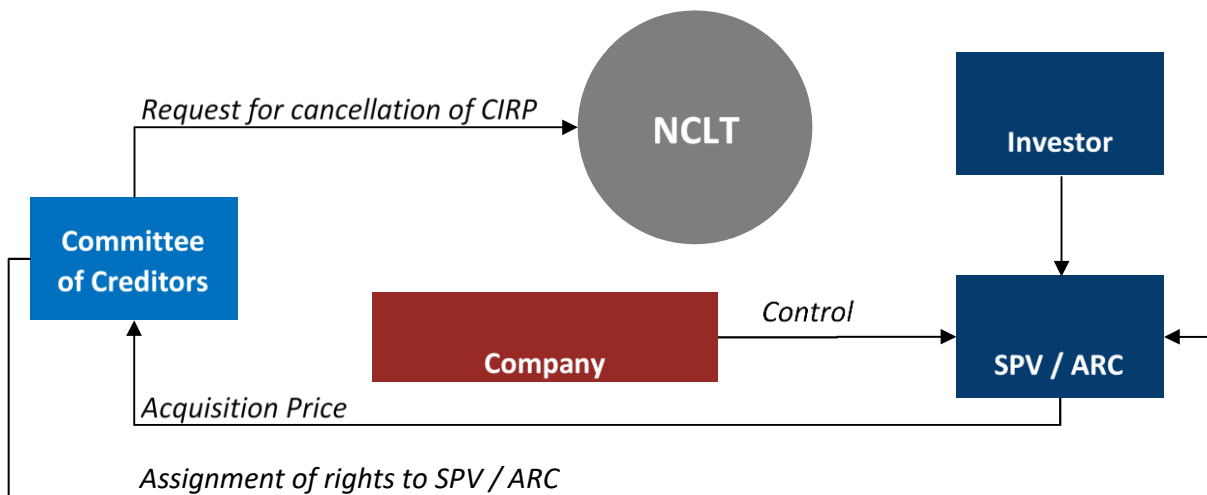 Request for cancellation of CIRP
NCLT
Investor
Committee
of Creditors
Control
Company
SPV / ARC
Acquisition Price
Assignment of rights to SPV / ARC